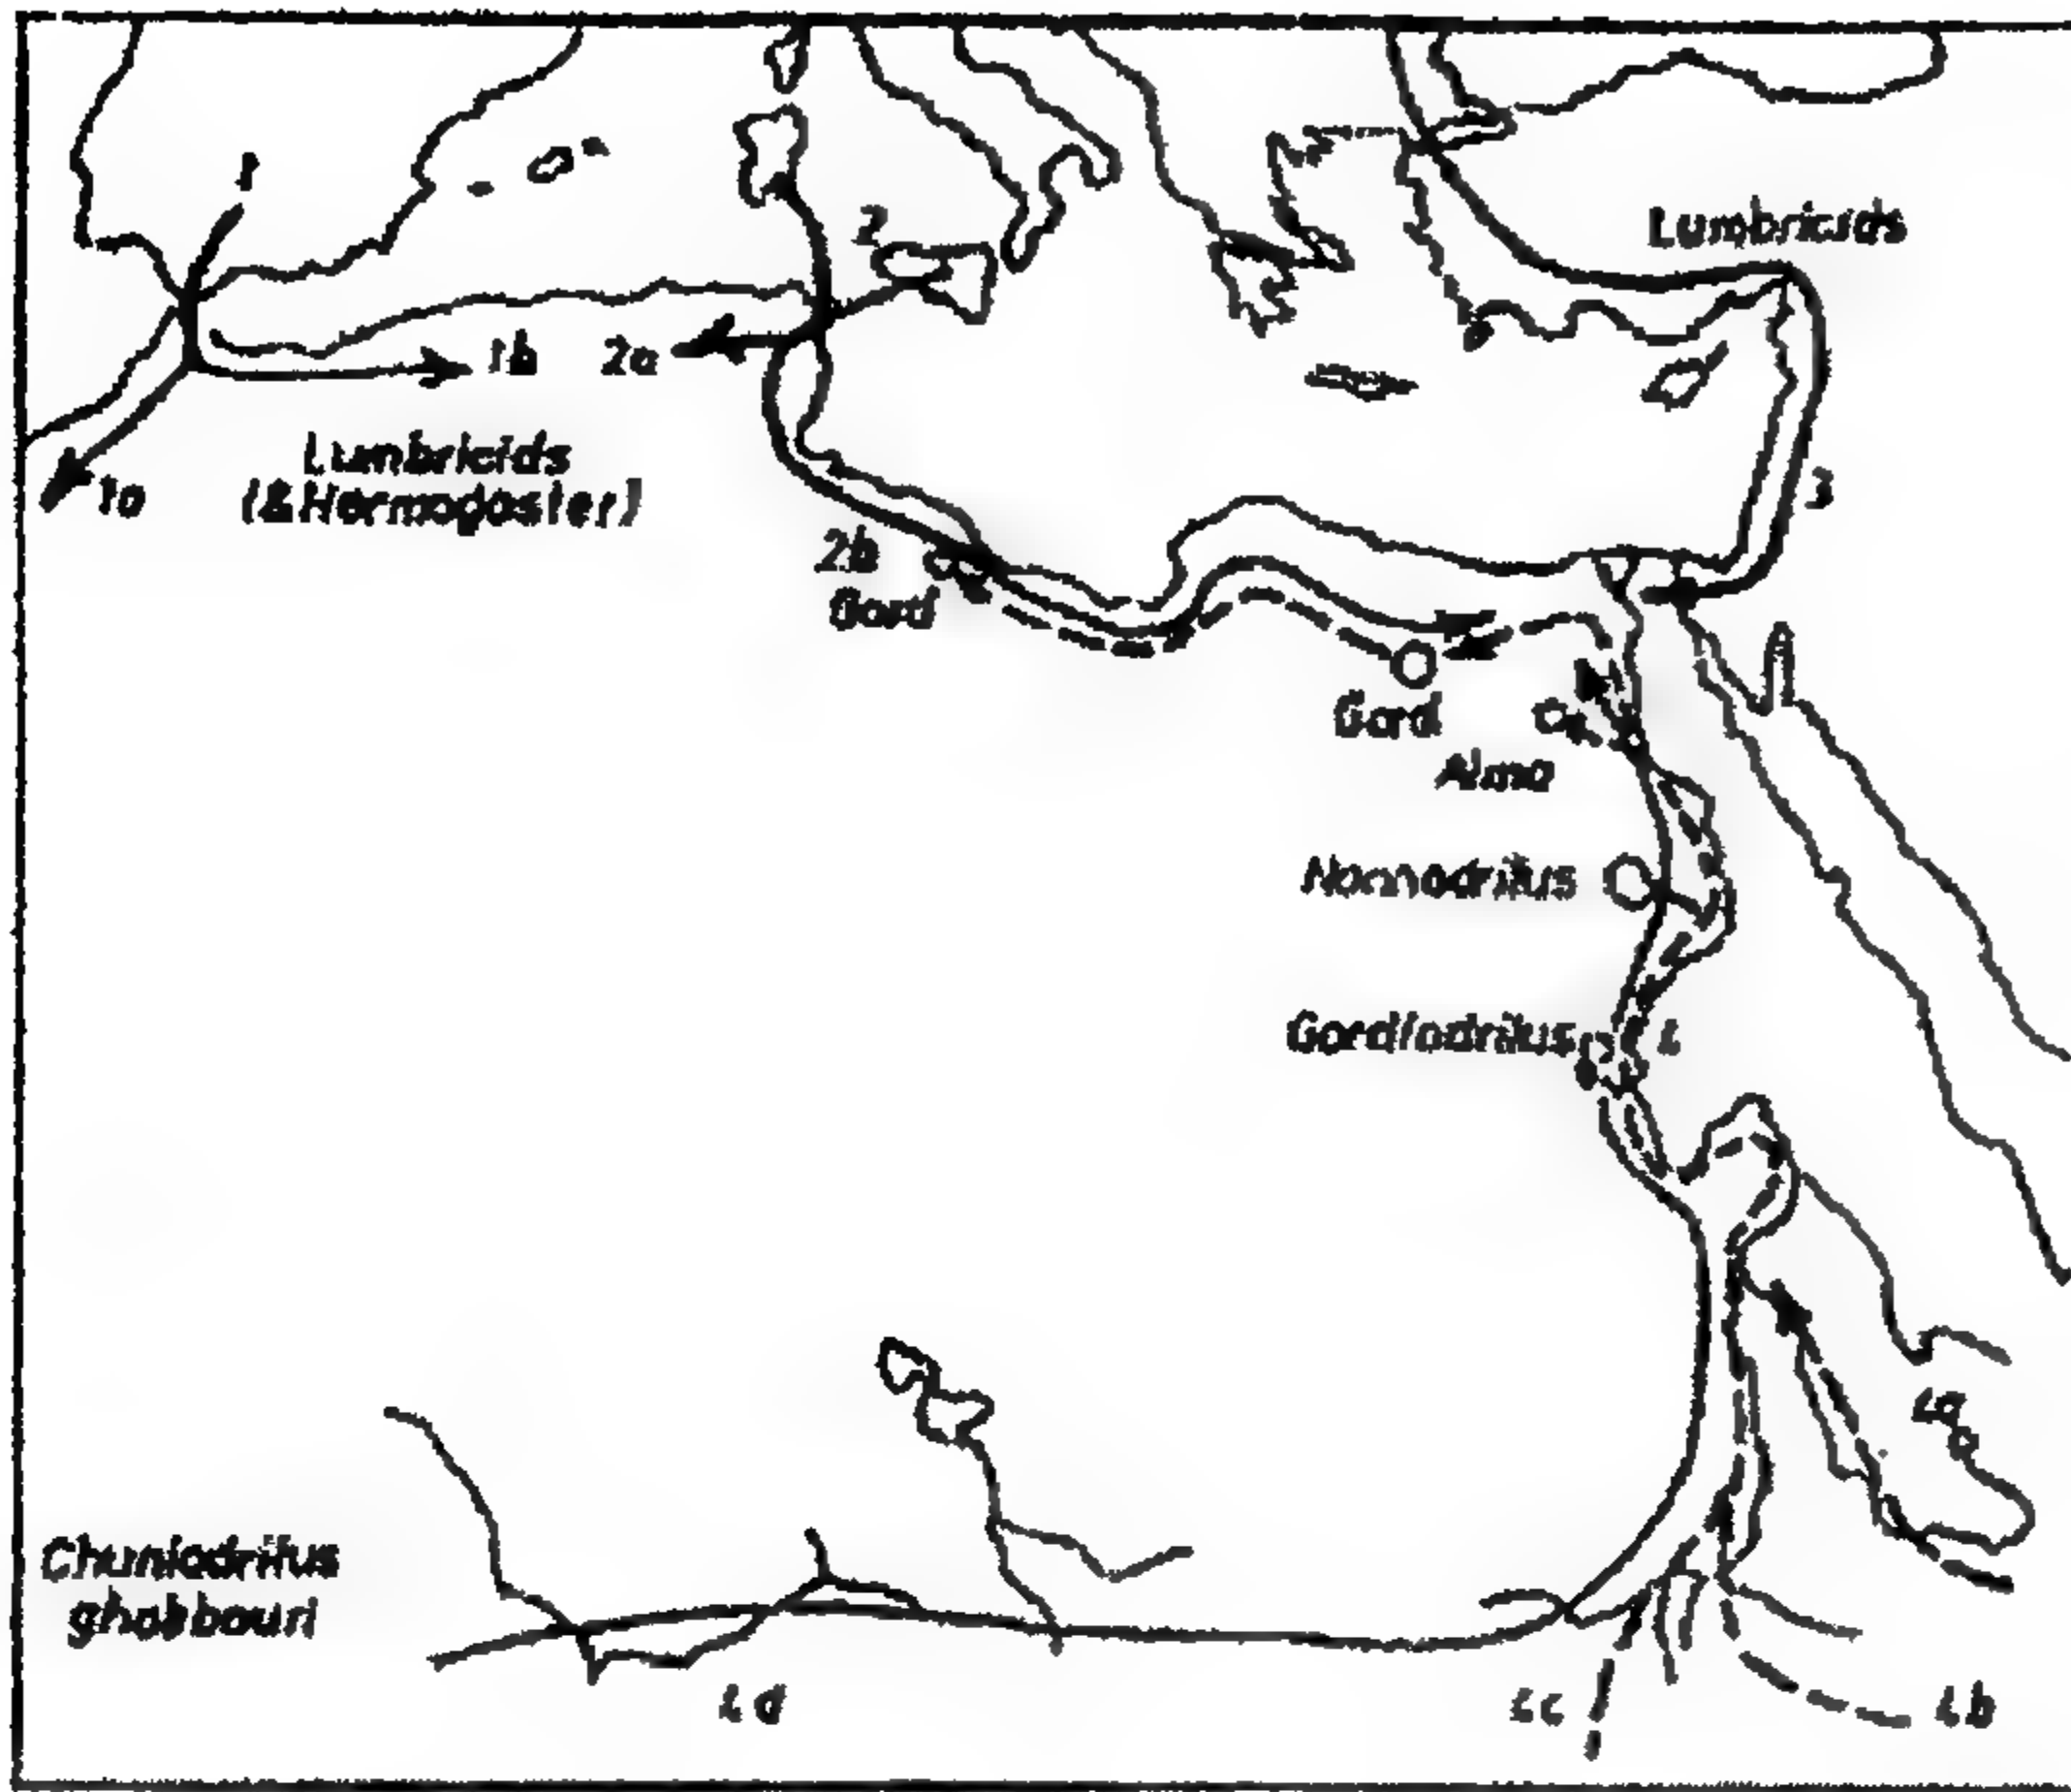 1
2
Lumbricids
1b
2a
Lumbricids
(& Hormogaster)
1a
3
2b
Gord
Gord
Alma
Nannodrilus
Gordiodrilus
4
4a
Chuniodrilus
ghabbouri
4d
4c
4b